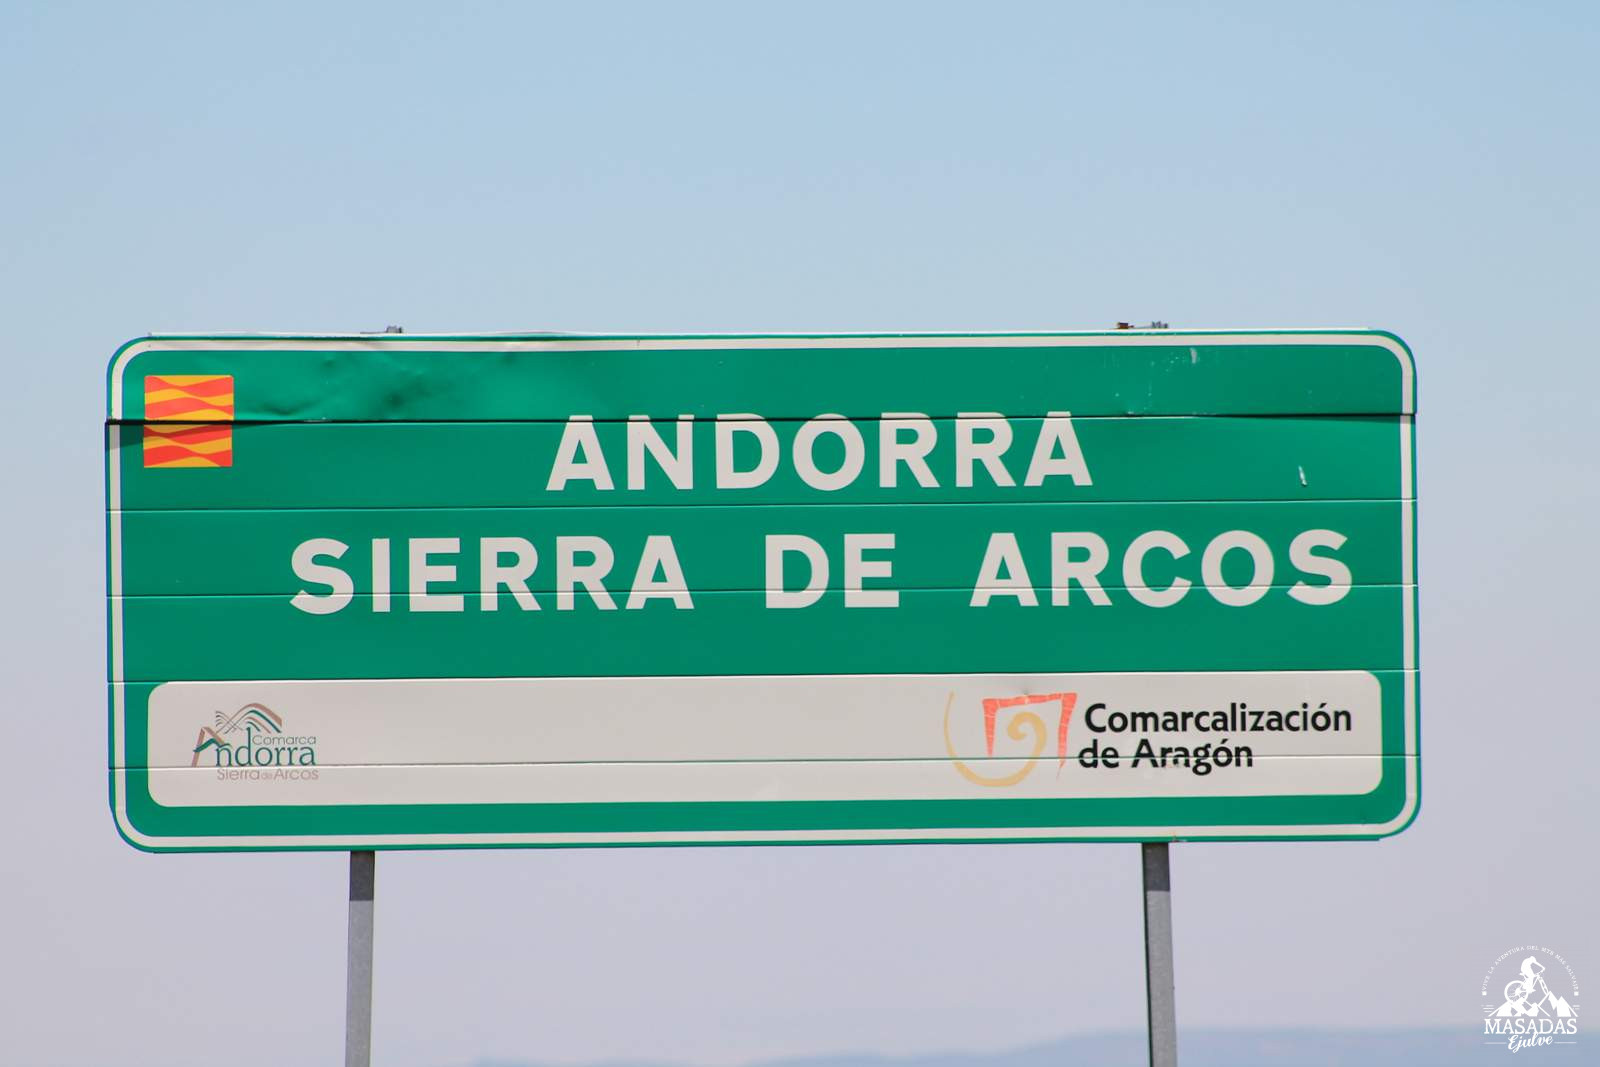 ANDORRA
SIERRA DE ARCOS
Comarca
Andorra
Sierra de Arcos
Comarcalización
de Aragón
MASADAS
Ejulve